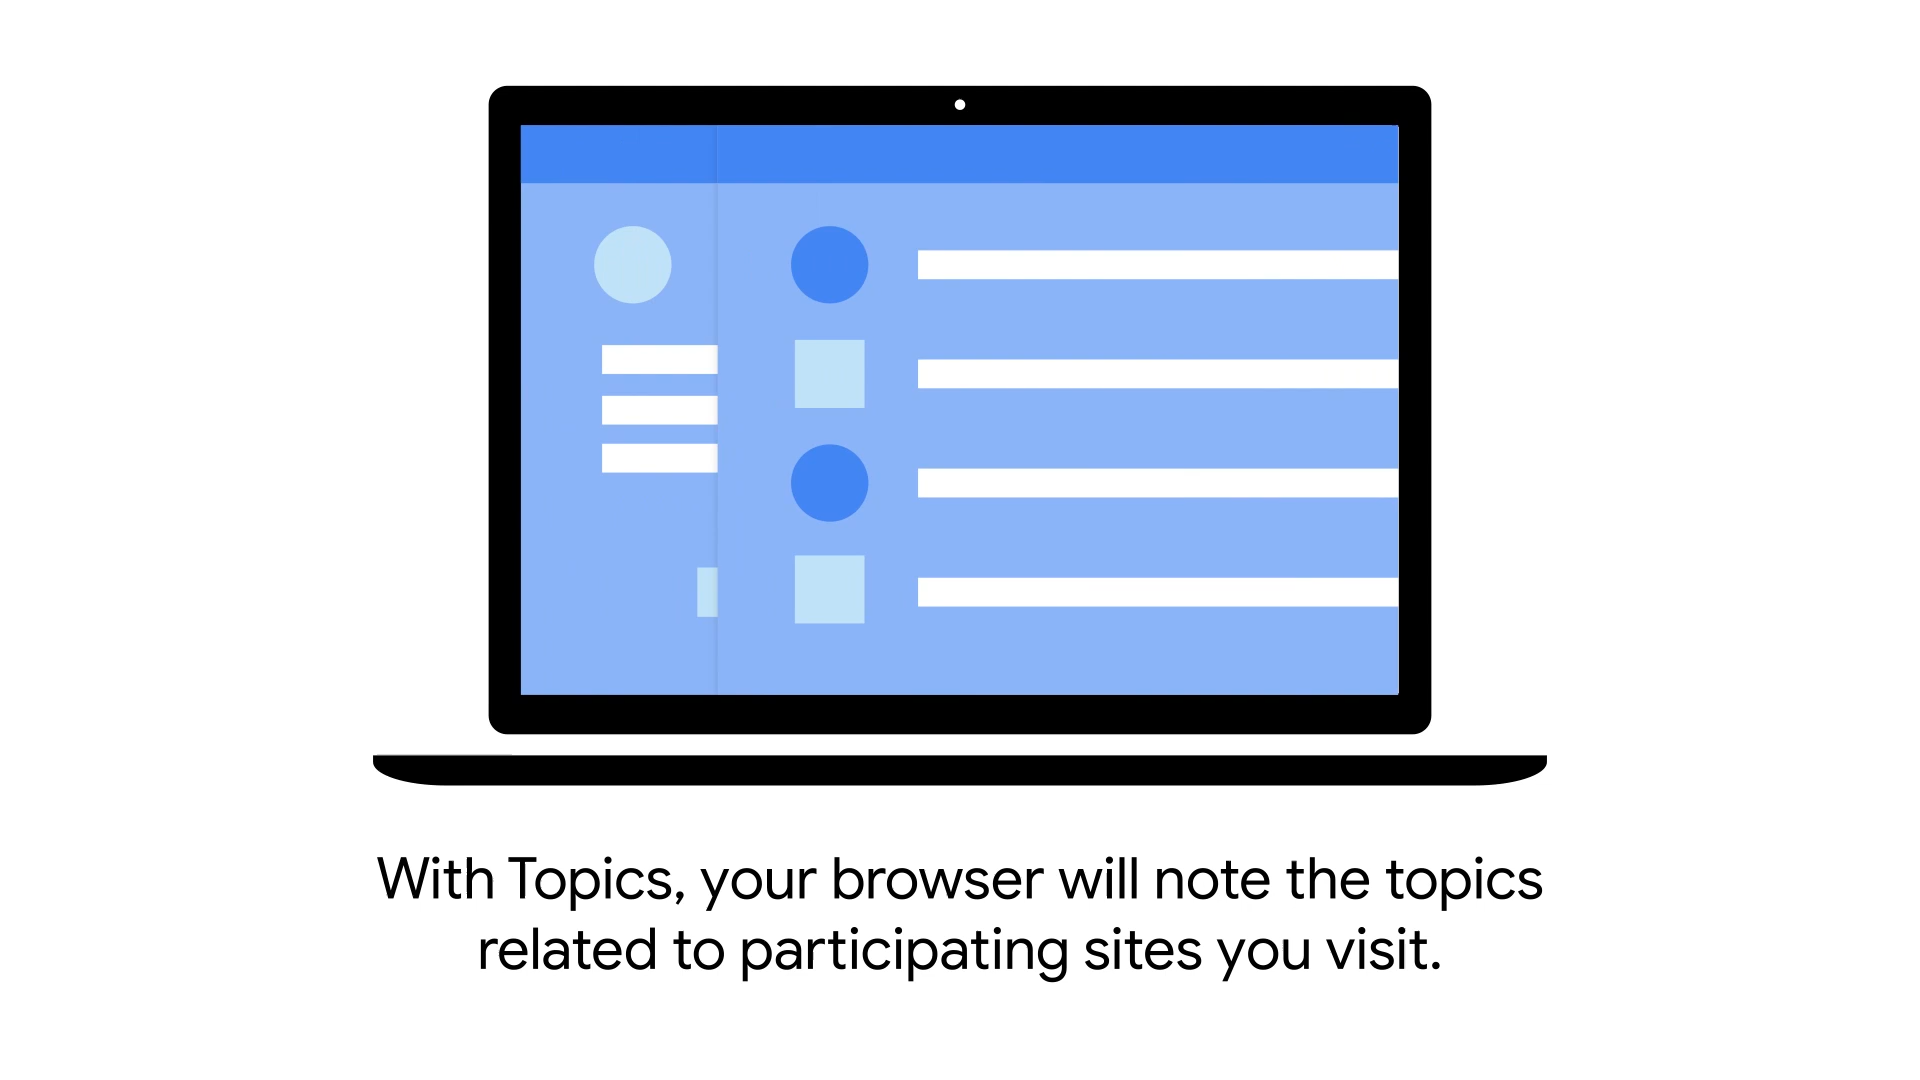 With Topics, your browser will note the topics
related to participating sites you visit.